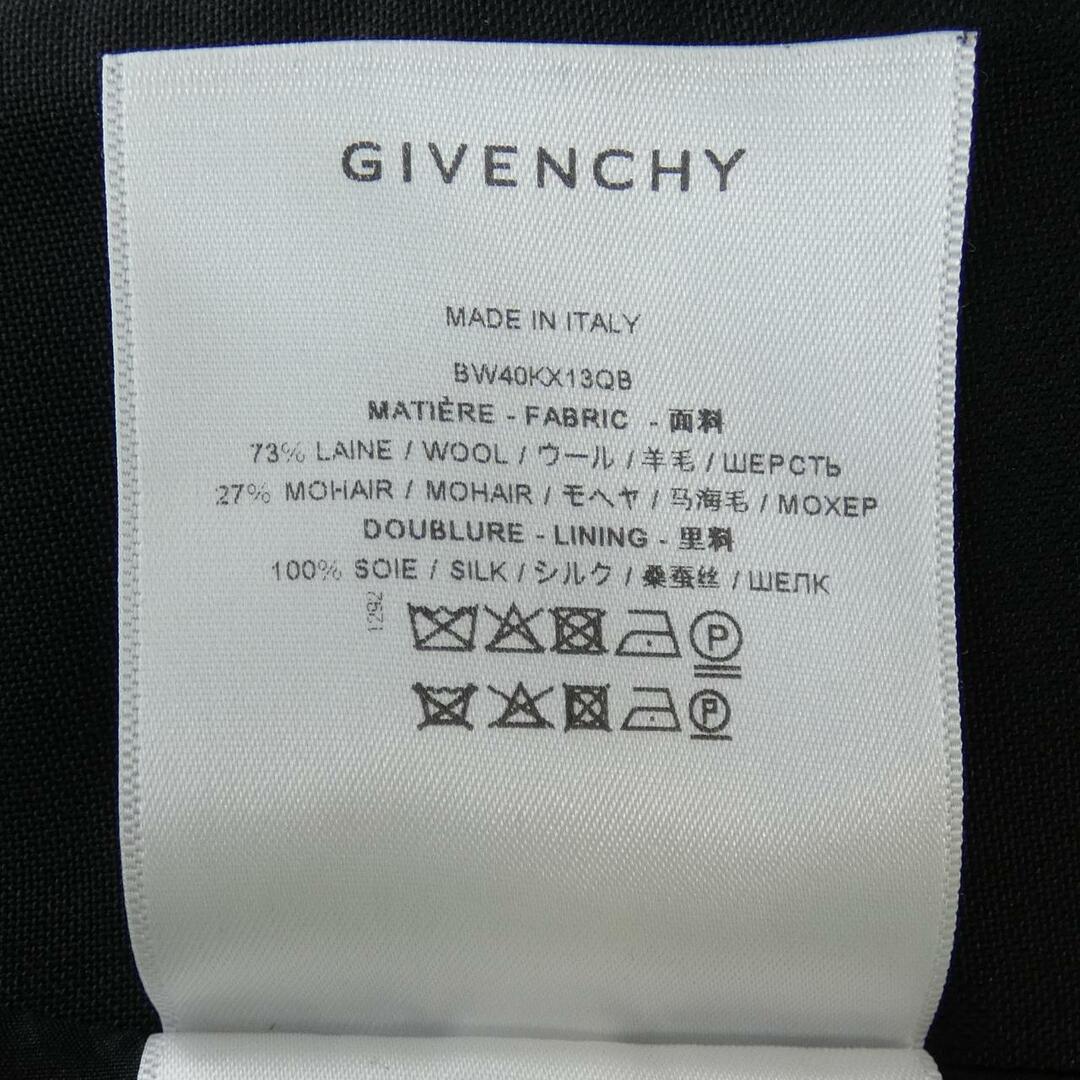 GIVENCHY
MADE IN ITALY
BW40KX13QB
MATIÈRE - FABRIC - 面料
73% LAINE / WOOL / ウール / 羊毛 / ШЕРСТЬ
27% MOHAIR / MOHAIR / モヘヤ / 马海毛 / МОХЕР
DOUBLURE - LINING - 里料
100% SOIE / SILK / シルク / 桑蚕丝 / ШЕЛК
1292
P
P